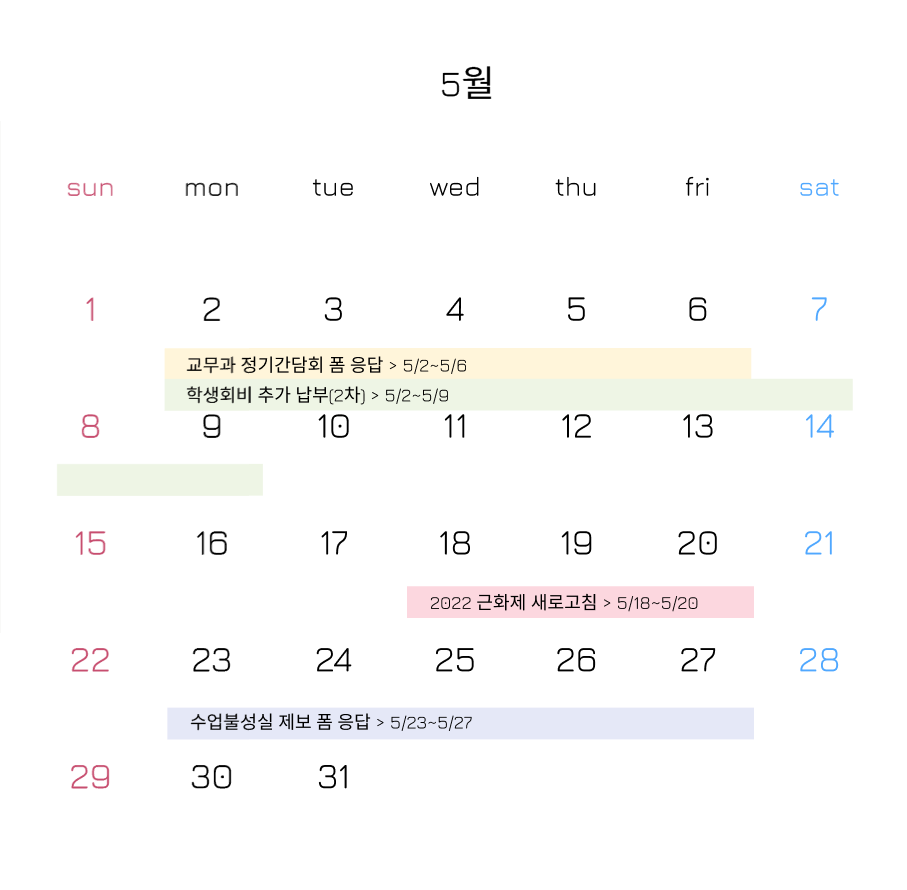 5월
sun mon tue wed thu fri sat
1 2 3 4 5 6 7
교무과 정기간담회 폼 응답 > 5/2~5/6
학생회비 추가 납부(2차) > 5/2~5/9
8 9 10 11 12 13 14
15 16 17 18 19 20 21
2022 근화제 새로고침 > 5/18~5/20
22 23 24 25 26 27 28
수업불성실 제보 폼 응답 > 5/23~5/27
29 30 31